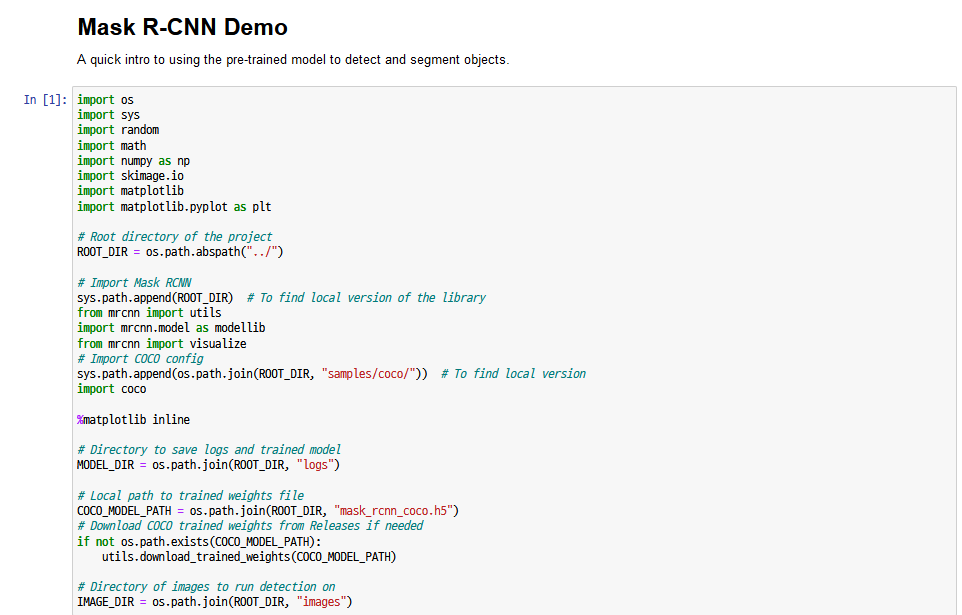 Mask R-CNN Demo
A quick intro to using the pre-trained model to detect and segment objects.
In [1]:
import os
import sys
import random
import math
import numpy as np
import skimage.io
import matplotlib
import matplotlib.pyplot as plt
# Root directory of the project
ROOT_DIR = os.path.abspath("../")
# Import Mask RCNN
sys.path.append(ROOT_DIR)  # To find local version of the library
from mrcnn import utils
import mrcnn.model as modellib
from mrcnn import visualize
# Import COCO config
sys.path.append(os.path.join(ROOT_DIR, "samples/coco/"))  # To find local version
import coco
%matplotlib inline
# Directory to save logs and trained model
MODEL_DIR = os.path.join(ROOT_DIR, "logs")
# Local path to trained weights file
COCO_MODEL_PATH = os.path.join(ROOT_DIR, "mask_rcnn_coco.h5")
# Download COCO trained weights from Releases if needed
if not os.path.exists(COCO_MODEL_PATH):
    utils.download_trained_weights(COCO_MODEL_PATH)
# Directory of images to run detection on
IMAGE_DIR = os.path.join(ROOT_DIR, "images")